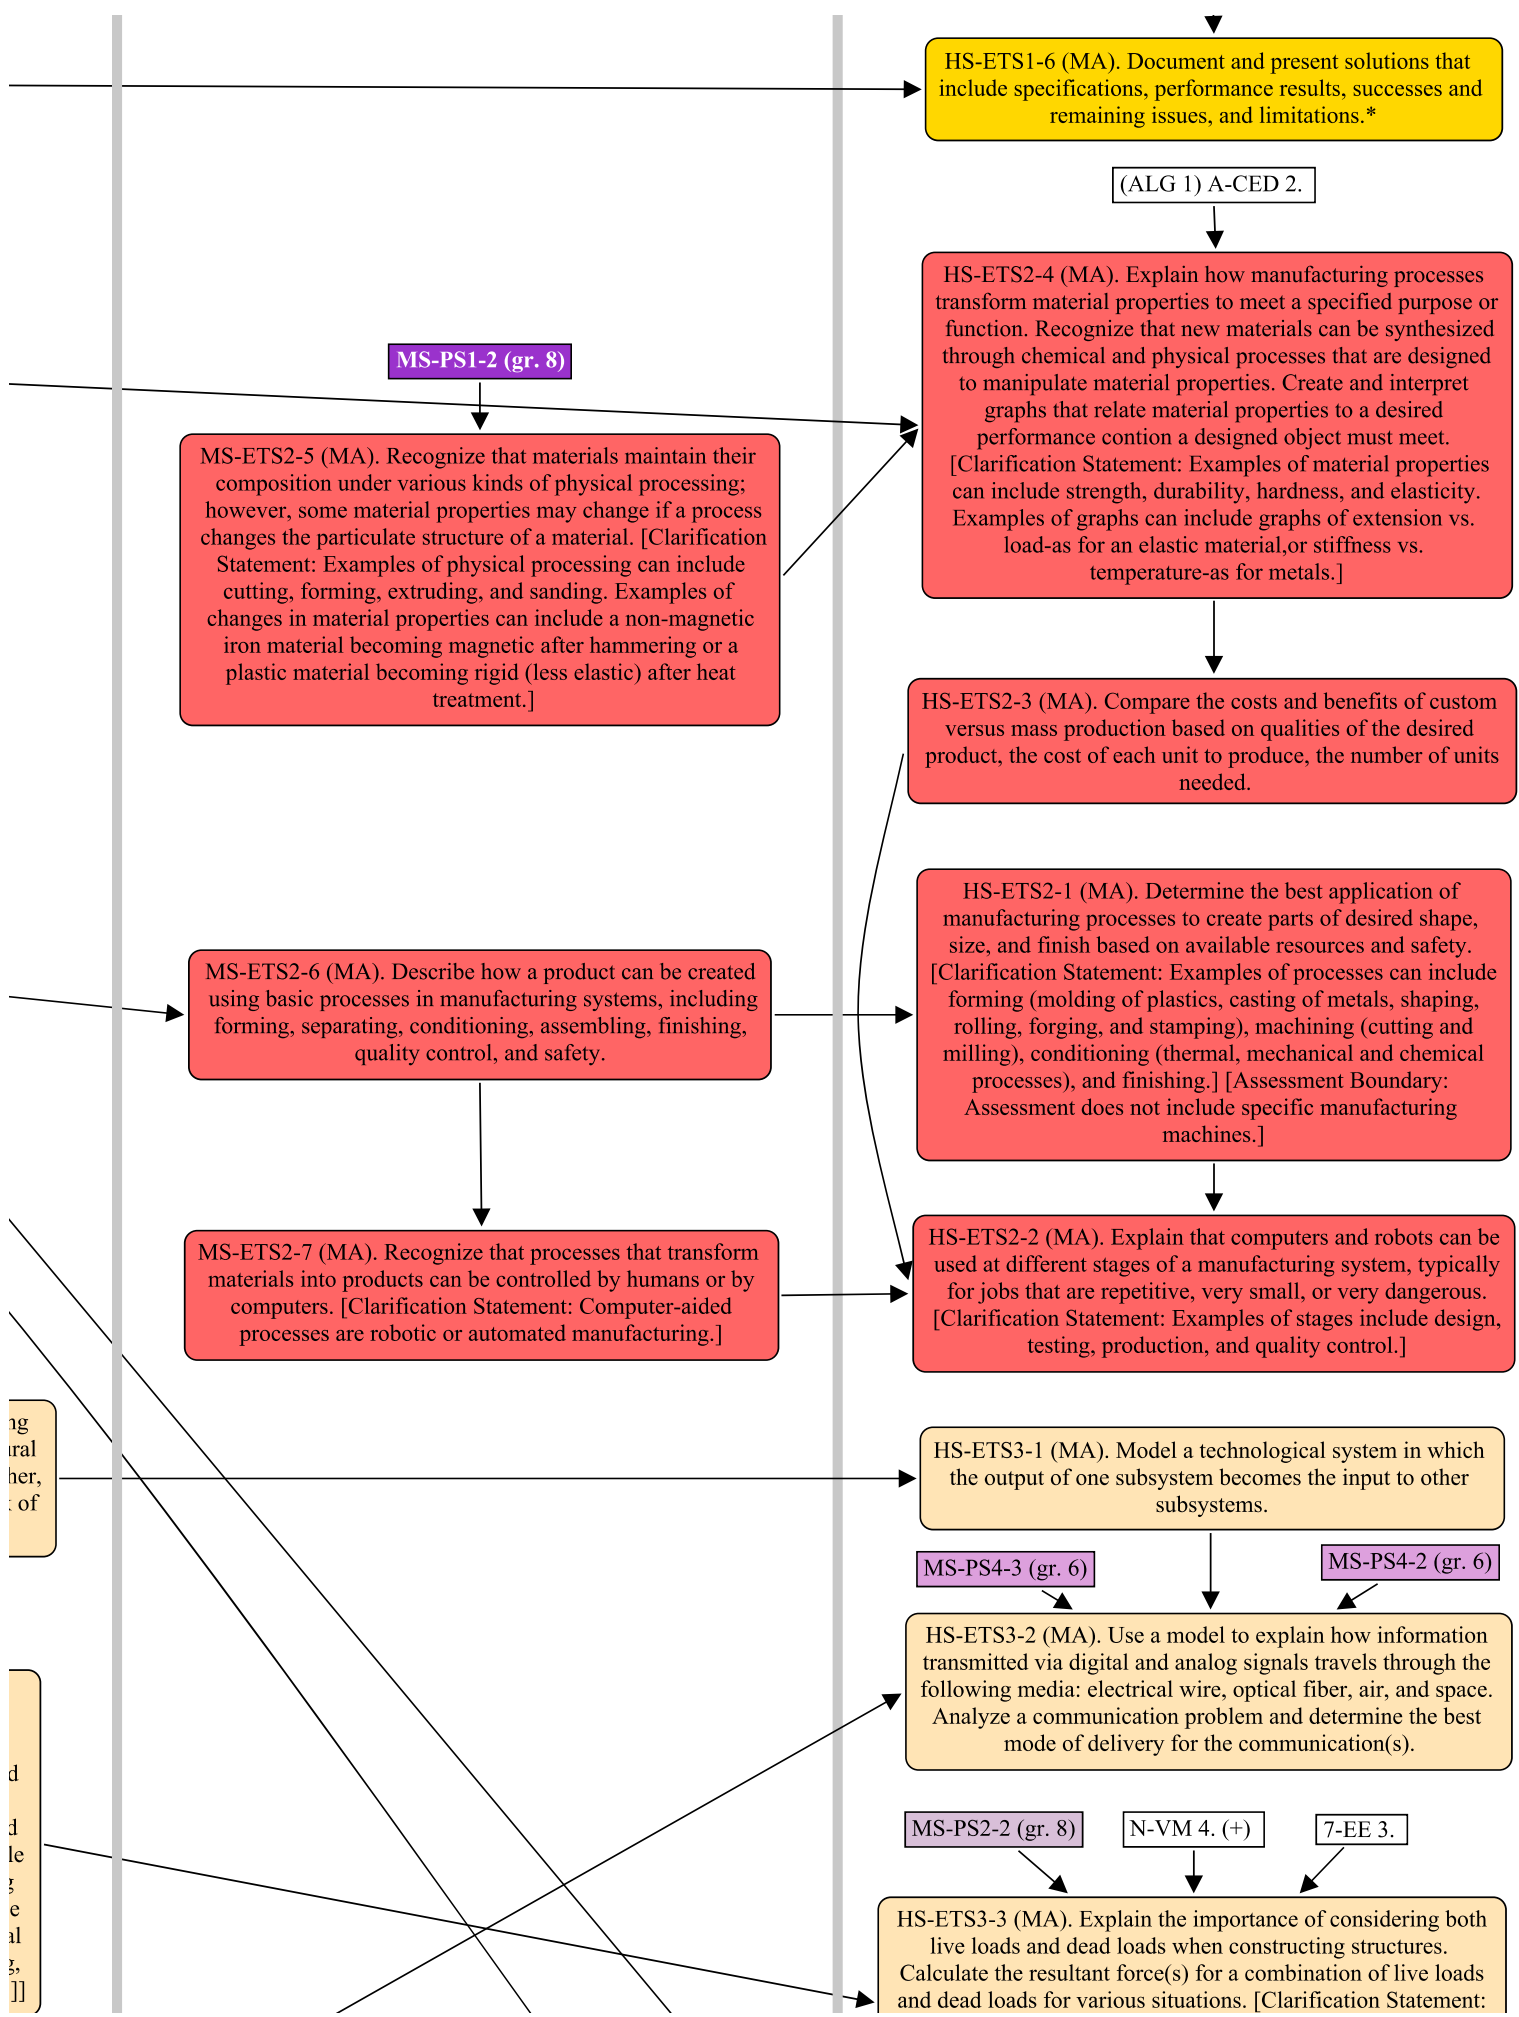 HS-ETS1-6 (MA). Document and present solutions that
include specifications, performance results, successes and
remaining issues, and limitations.*
(ALG 1) A-CED 2.
HS-ETS2-4 (MA). Explain how manufacturing processes
transform material properties to meet a specified purpose or
function. Recognize that new materials can be synthesized
through chemical and physical processes that are designed
to manipulate material properties. Create and interpret
graphs that relate material properties to a desired
performance contion a designed object must meet.
[Clarification Statement: Examples of material properties
can include strength, durability, hardness, and elasticity.
Examples of graphs can include graphs of extension vs.
load-as for an elastic material,or stiffness vs.
temperature-as for metals.]
MS-PS1-2 (gr. 8)
MS-ETS2-5 (MA). Recognize that materials maintain their
composition under various kinds of physical processing;
however, some material properties may change if a process
changes the particulate structure of a material. [Clarification
Statement: Examples of physical processing can include
cutting, forming, extruding, and sanding. Examples of
changes in material properties can include a non-magnetic
iron material becoming magnetic after hammering or a
plastic material becoming rigid (less elastic) after heat
treatment.]
HS-ETS2-3 (MA). Compare the costs and benefits of custom
versus mass production based on qualities of the desired
product, the cost of each unit to produce, the number of units
needed.
HS-ETS2-1 (MA). Determine the best application of
manufacturing processes to create parts of desired shape,
size, and finish based on available resources and safety.
[Clarification Statement: Examples of processes can include
forming (molding of plastics, casting of metals, shaping,
rolling, forging, and stamping), machining (cutting and
milling), conditioning (thermal, mechanical and chemical
processes), and finishing.] [Assessment Boundary:
Assessment does not include specific manufacturing
machines.]
MS-ETS2-6 (MA). Describe how a product can be created
using basic processes in manufacturing systems, including
forming, separating, conditioning, assembling, finishing,
quality control, and safety.
MS-ETS2-7 (MA). Recognize that processes that transform
materials into products can be controlled by humans or by
computers. [Clarification Statement: Computer-aided
processes are robotic or automated manufacturing.]
HS-ETS2-2 (MA). Explain that computers and robots can be
used at different stages of a manufacturing system, typically
for jobs that are repetitive, very small, or very dangerous.
[Clarification Statement: Examples of stages include design,
testing, production, and quality control.]
ng
ural
her,
of
HS-ETS3-1 (MA). Model a technological system in which
the output of one subsystem becomes the input to other
subsystems.
MS-PS4-3 (gr. 6)
MS-PS4-2 (gr. 6)
HS-ETS3-2 (MA). Use a model to explain how information
transmitted via digital and analog signals travels through the
following media: electrical wire, optical fiber, air, and space.
Analyze a communication problem and determine the best
mode of delivery for the communication(s).
d
d
le
g
e
al
g,
]]
MS-PS2-2 (gr. 8)
N-VM 4. (+)
7-EE 3.
HS-ETS3-3 (MA). Explain the importance of considering both
live loads and dead loads when constructing structures.
Calculate the resultant force(s) for a combination of live loads
and dead loads for various situations. [Clarification Statement: